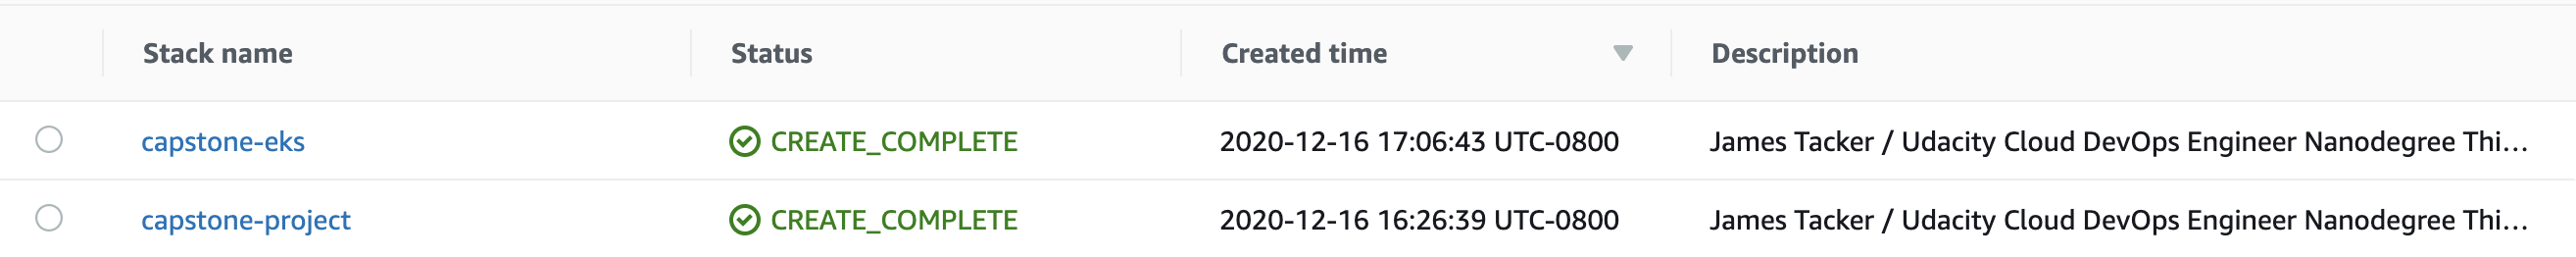 Stack name Status Created time Description
capstone-eks CREATE_COMPLETE 2020-12-16 17:06:43 UTC-0800 James Tacker / Udacity Cloud DevOps Engineer Nanodegree Thi...
capstone-project CREATE_COMPLETE 2020-12-16 16:26:39 UTC-0800 James Tacker / Udacity Cloud DevOps Engineer Nanodegree Thi...